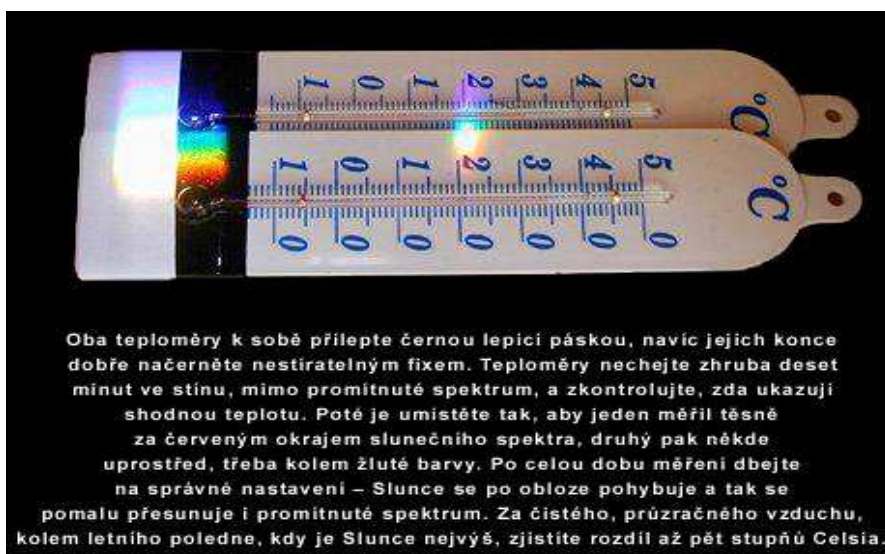 1 0 1 2 3 4 5
°C
1 0 1 2 3 4 5
°C
0 0 0 0 0 0 0
Oba teploměry k sobě přilepte černou lepicí páskou, navíc jejich konce
dobře načerněte nestíratelným fixem. Teploměry nechejte zhruba deset
minut ve stínu, mimo promítnuté spektrum, a zkontrolujte, zda ukazují
shodnou teplotu. Poté je umístěte tak, aby jeden měřil těsně
za červeným okrajem slunečního spektra, druhý pak někde
uprostřed, třeba kolem žluté barvy. Po celou dobu měření dbejte
na správné nastavení – Slunce se po obloze pohybuje a tak se
pomalu přesunuje i promítnuté spektrum. Za čistého, průzračného vzduchu,
kolem letního poledne, kdy je Slunce nejvýš, zjistíte rozdíl až pět stupňů Celsia.